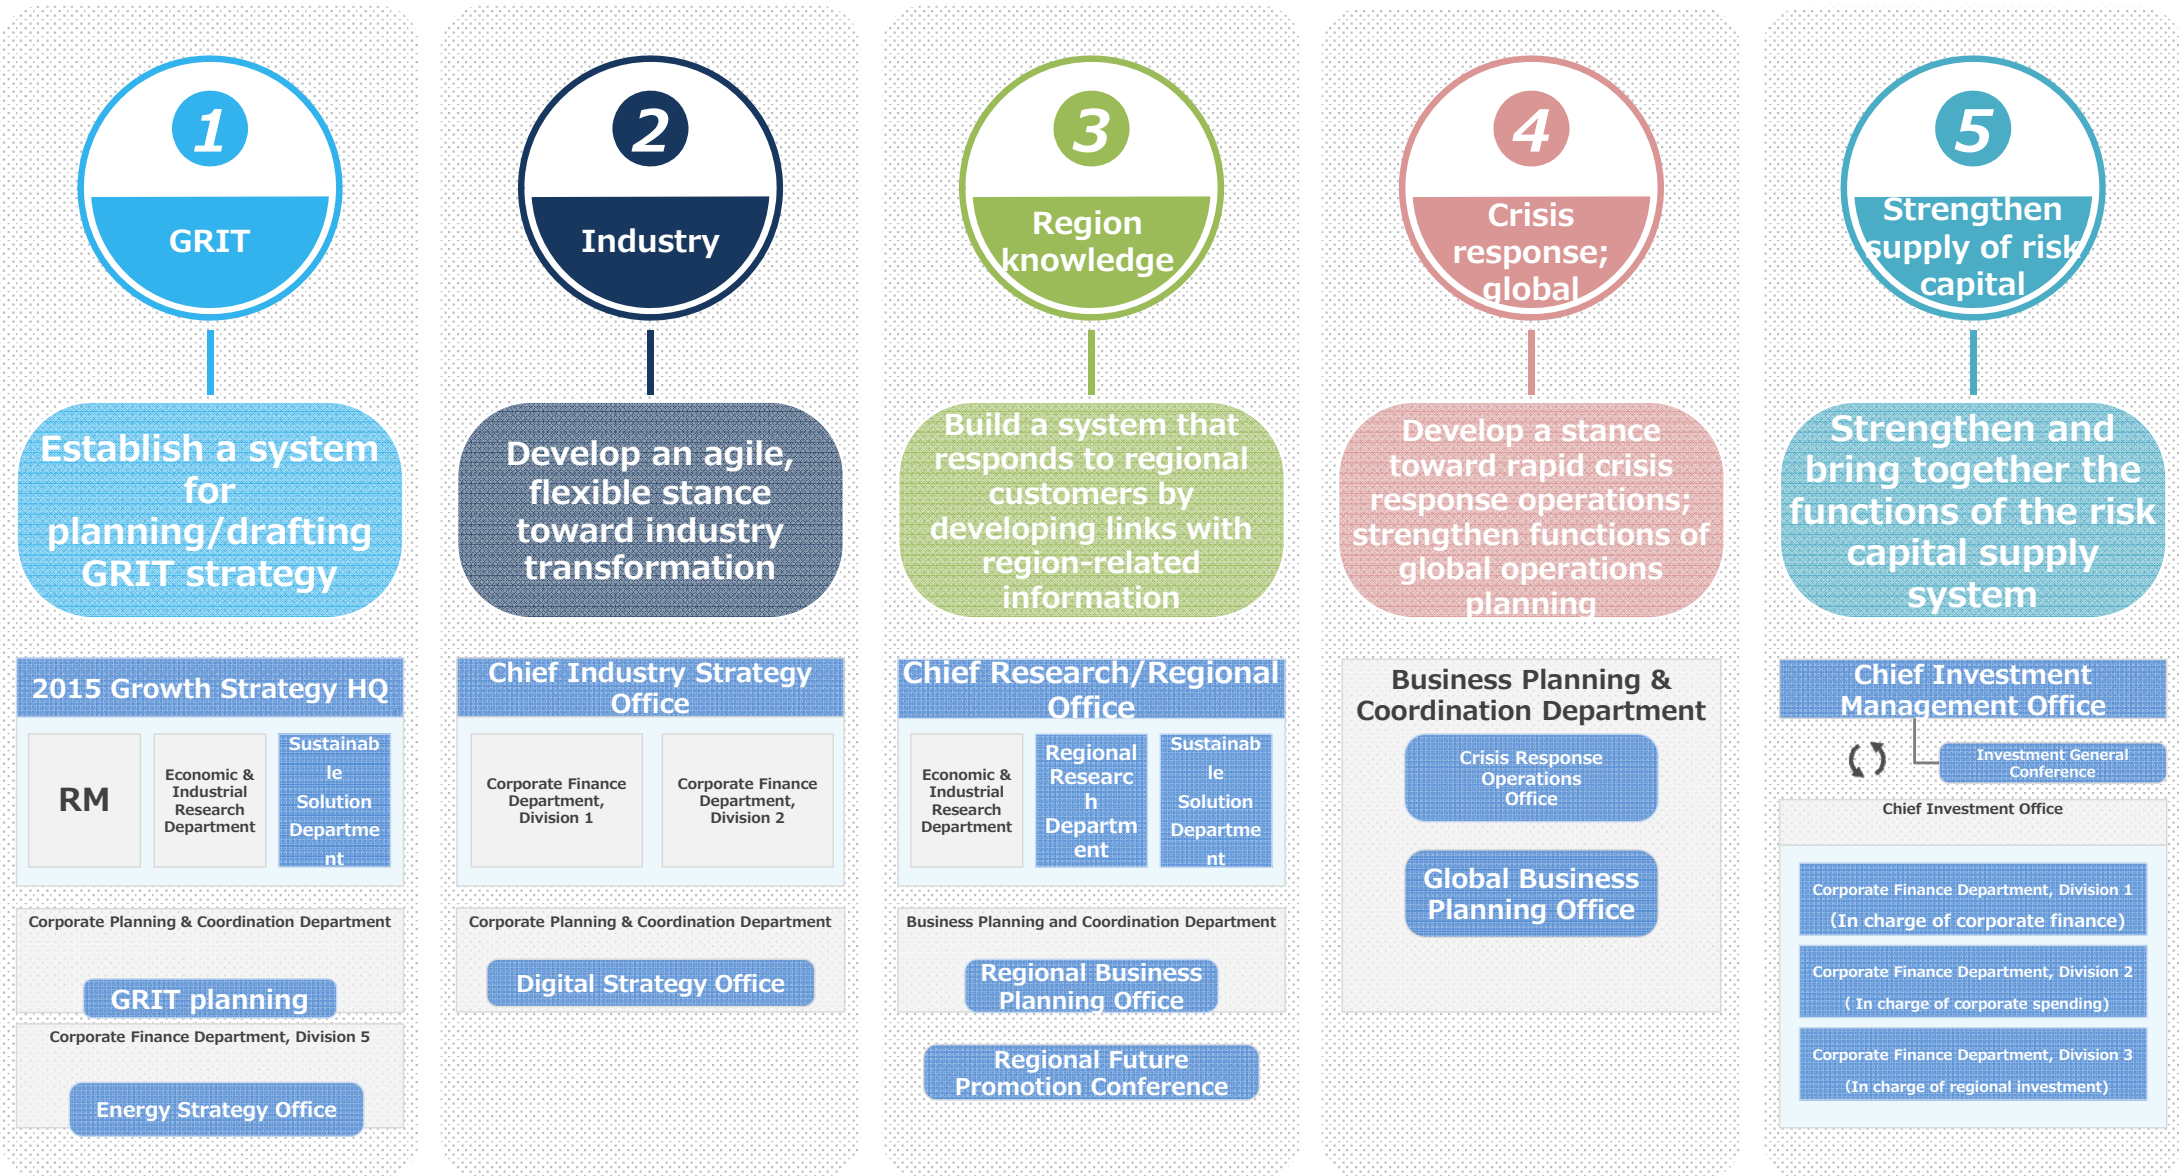 1
GRIT
Establish a system
for
planning/drafting
GRIT strategy
2015 Growth Strategy HQ
RM
Economic &
Industrial
Research
Department
Sustainab
le
Solution
Departme
nt
Corporate Planning & Coordination Department
GRIT planning
Corporate Finance Department, Division 5
Energy Strategy Office
2
Industry
Develop an agile,
flexible stance
toward industry
transformation
Chief Industry Strategy
Office
Corporate Finance
Department,
Division 1
Corporate Finance
Department,
Division 2
Corporate Planning & Coordination Department
Digital Strategy Office
3
Region
knowledge
Build a system that
responds to regional
customers by
developing links with
region-related
information
Chief Research/Regional
Office
Economic &
Industrial
Research
Department
Regional
Researc
h
Departm
ent
Sustainab
le
Solution
Departme
nt
Business Planning and Coordination Department
Regional Business
Planning Office
Regional Future
Promotion Conference
4
Crisis
response;
global
Develop a stance
toward rapid crisis
response operations;
strengthen functions of
global operations
planning
Business Planning &
Coordination Department
Crisis Response
Operations
Office
Global Business
Planning Office
5
Strengthen
supply of risk
capital
Strengthen and
bring together the
functions of the risk
capital supply
system
Chief Investment
Management Office
Investment General
Conference
Chief Investment Office
Corporate Finance Department, Division 1
(In charge of corporate finance)
Corporate Finance Department, Division 2
( In charge of corporate spending)
Corporate Finance Department, Division 3
(In charge of regional investment)